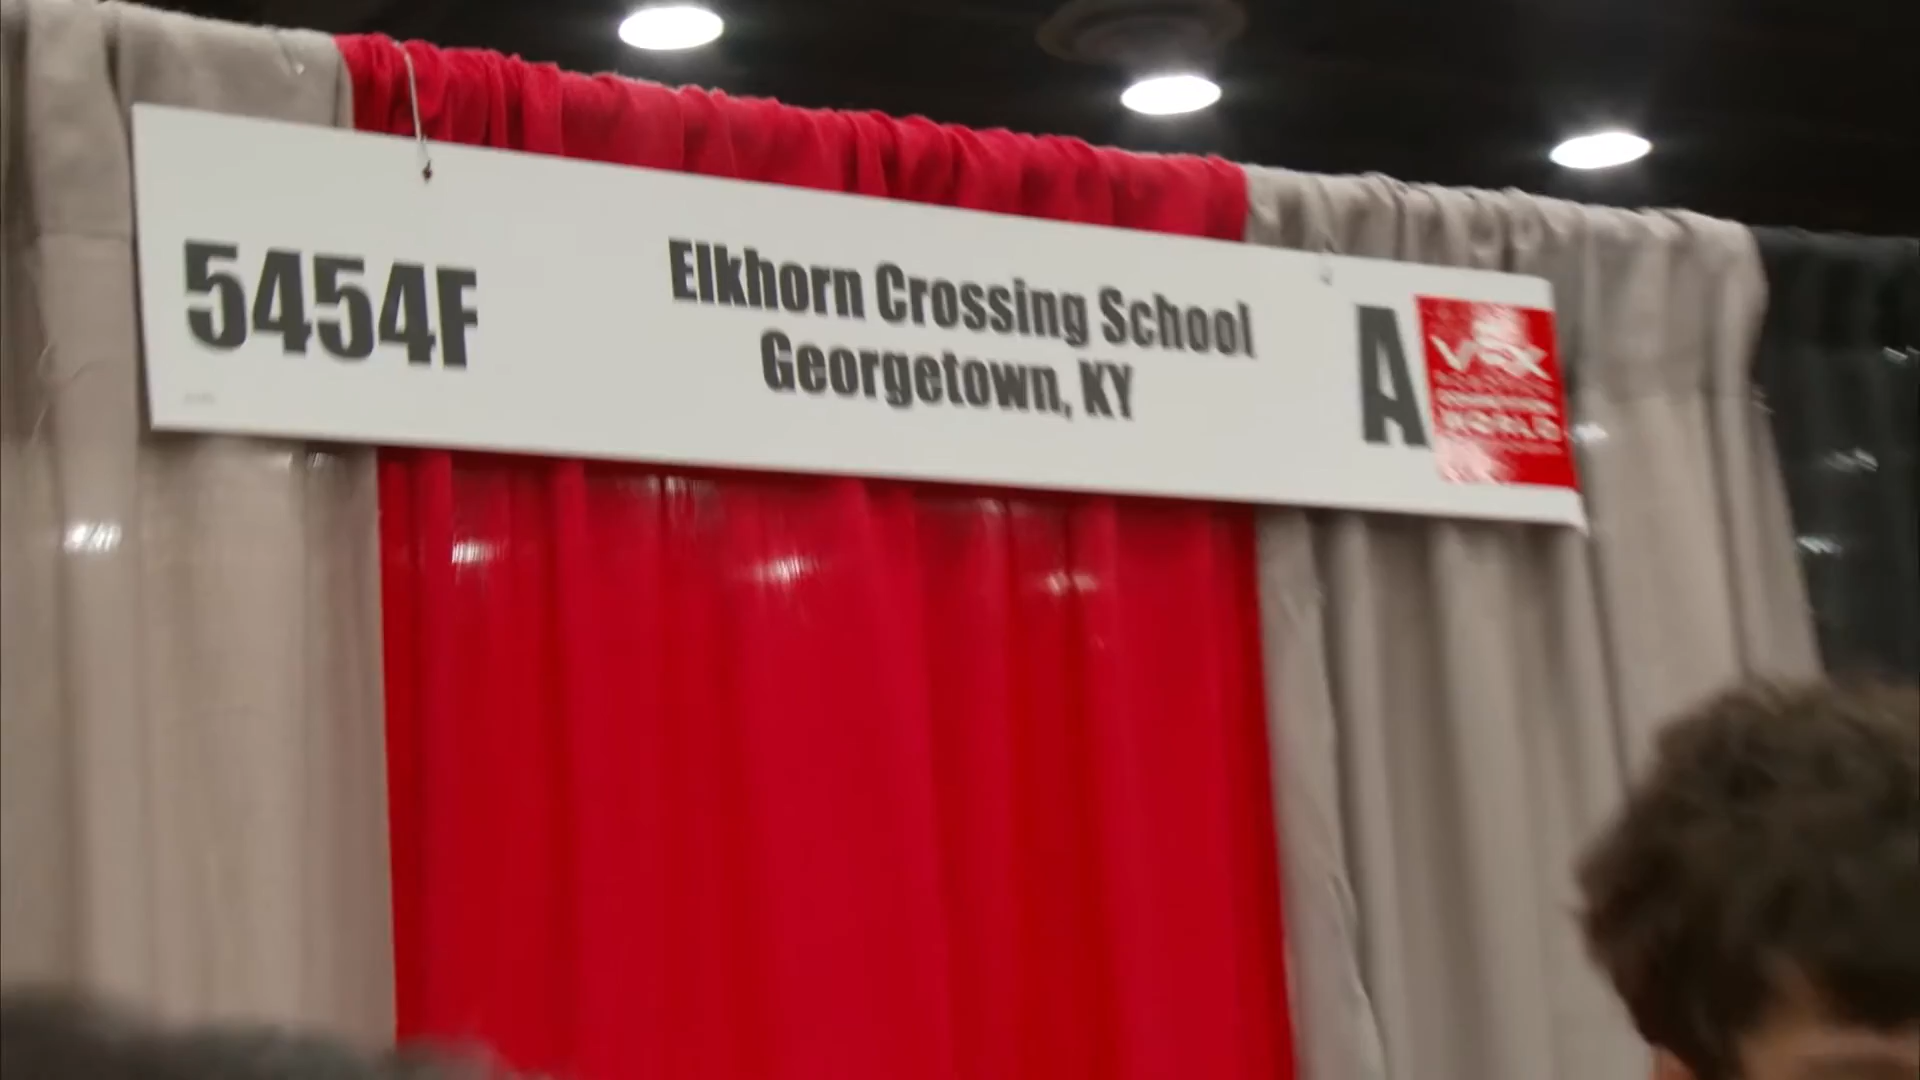 5454F
Elkhorn Crossing School
Georgetown, KY
A
VEX
WORLD